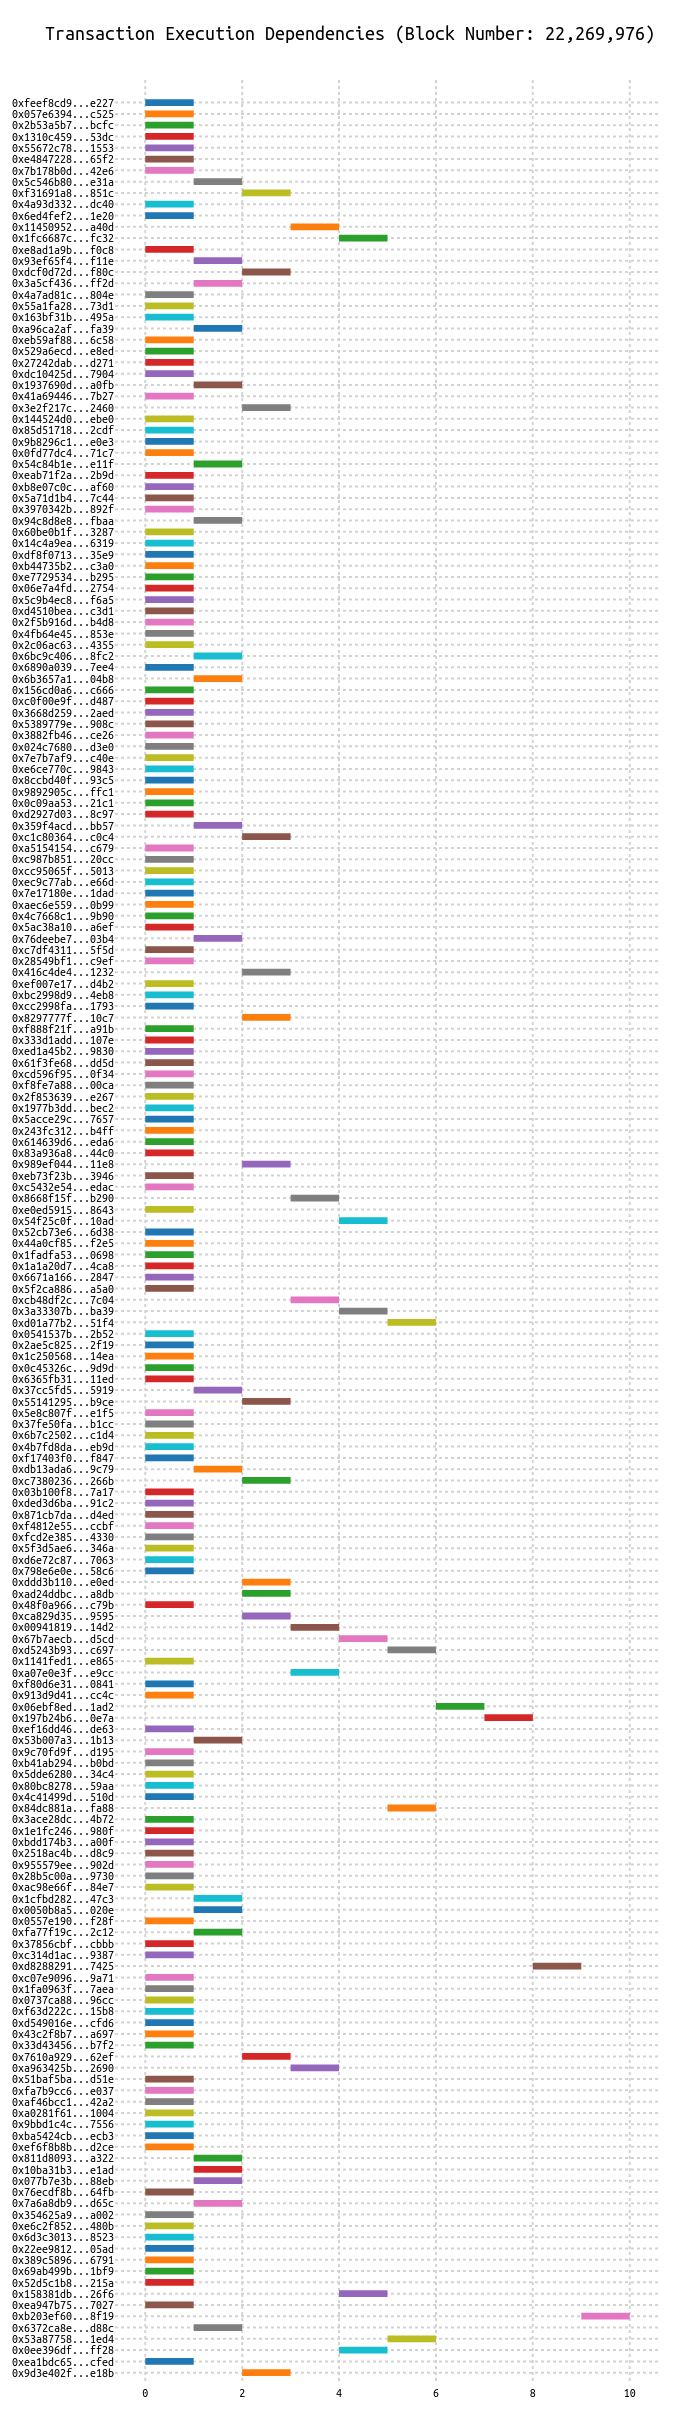 Transaction Execution Dependencies (Block Number: 22,269,976)
0xfeef8cd9...e227
0x057e6394...c525
0x2b53a5b7...bcfc
0x1310c459...53dc
0x55672c78...1553
0xe4847228...65f2
0x7b178b0d...42e6
0x5c546b80...e31a
0xf31691a8...851c
0x4a93d332...dc40
0x6ed4fef2...1e20
0x11450952...a40d
0x1fc6687c...fc32
0xe8ad1a9b...f0c8
0x93ef65f4...f11e
0xdcf0d72d...f80c
0x3a5cf436...ff2d
0x4a7ad81c...804e
0x55a1fa28...73d1
0x163bf31b...495a
0xa96ca2af...fa39
0xeb59af88...6c58
0x529a6ecd...e8ed
0x27242dab...d271
0xdc10425d...7904
0x1937690d...a0fb
0x41a69446...7b27
0x3e2f217c...2460
0x144524d0...ebe0
0x85d51718...2cdf
0x9b8296c1...e0e3
0x0fd77dc4...71c7
0x54c84b1e...e11f
0xeab71f2a...2b9d
0xb8e07c0c...af60
0x5a71d1b4...7c44
0x3970342b...892f
0x94c8d8e8...fbaa
0x60be0b1f...3287
0x14c4a9ea...6319
0xdf8f0713...35e9
0xb44735b2...c3a0
0xe7729534...b295
0x06e7a4fd...2754
0x5c9b4ec8...f6a5
0xd4510bea...c3d1
0x2f5b916d...b4d8
0x4fb64e45...853e
0x2c06ac63...4355
0x6bc9c406...8fc2
0x6890a039...7ee4
0x6b3657a1...04b8
0x156cd0a6...c666
0xc0f00e9f...d487
0x3668d259...2aed
0x5389779e...908c
0x3882fb46...ce26
0x024c7680...d3e0
0x7e7b7af9...c40e
0xe6ce770c...9843
0x8ccbd40f...93c5
0x9892905c...ffc1
0x0c09aa53...21c1
0xd2927d03...8c97
0x359f4acd...bb57
0xc1c80364...c0c4
0xa5154154...c679
0xc987b851...20cc
0xcc95065f...5013
0xec9c77ab...e66d
0x7e17180e...1dad
0xaec6e559...0b99
0x4c7668c1...9b90
0x5ac38a10...a6ef
0x76deebe7...03b4
0xc7df4311...5f5d
0x28549bf1...c9ef
0x416c4de4...1232
0xef007e17...d4b2
0xbc2998d9...4eb8
0xcc2998fa...1793
0x8297777f...10c7
0xf888f21f...a91b
0x333d1add...107e
0xed1a45b2...9830
0x61f3fe68...dd5d
0xcd596f95...0f34
0xf8fe7a88...00ca
0x2f853639...e267
0x1977b3dd...bec2
0x5acce29c...7657
0x243fc312...b4ff
0x614639d6...eda6
0x83a936a8...44c0
0x989ef044...11e8
0xeb73f23b...3946
0xc5432e54...edac
0x8668f15f...b290
0xe0ed5915...8643
0x54f25c0f...10ad
0x52cb73e6...6d38
0x44a0cf85...f2e5
0x1fadfa53...0698
0x1a1a20d7...4ca8
0x6671a166...2847
0x5f2ca886...a5a0
0xcb48df2c...7c04
0x3a33307b...ba39
0xd01a77b2...51f4
0x0541537b...2b52
0x2ae5c825...2f19
0x1c250568...14ea
0x0c45326c...9d9d
0x6365fb31...11ed
0x37cc5fd5...5919
0x55141295...b9ce
0x5e8c807f...e1f5
0x37fe50fa...b1cc
0x6b7c2502...c1d4
0x4b7fd8da...eb9d
0xf17403f0...f847
0xdb13ada6...9c79
0xc7380236...266b
0x03b100f8...7a17
0xded3d6ba...91c2
0x871cb7da...d4ed
0xf4812e55...ccbf
0xfcd2e385...4330
0x5f3d5ae6...346a
0xd6e72c87...7063
0x798e6e0e...58c6
0xddd3b110...e0ed
0xad24ddbc...a8db
0x48f0a966...c79b
0xca829d35...9595
0x00941819...14d2
0x67b7aecb...d5cd
0xd5243b93...c697
0x1141fed1...e865
0xa07e0e3f...e9cc
0xf80d6e31...0841
0x913d9d41...cc4c
0x06ebf8ed...1ad2
0x197b24b6...0e7a
0xef16dd46...de63
0x53b007a3...1b13
0x9c70fd9f...d195
0xb41ab294...b0bd
0x5dde6280...34c4
0x80bc8278...59aa
0x4c41499d...510d
0x84dc881a...fa88
0x3ace28dc...4b72
0x1e1fc246...980f
0xbdd174b3...a00f
0x2518ac4b...d8c9
0x955579ee...902d
0x28b5c00a...9730
0xac98e66f...84e7
0x1cfbd282...47c3
0x0050b8a5...020e
0x0557e190...f28f
0xfa77f19c...2c12
0x37856cbf...cbbb
0xc314d1ac...9387
0xd8288291...7425
0xc07e9096...9a71
0x1fa0963f...7aea
0x0737ca88...96cc
0xf63d222c...15b8
0xd549016e...cfd6
0x43c2f8b7...a697
0x33d43456...b7f2
0x7610a929...62ef
0xa963425b...2690
0x51baf5ba...d51e
0xfa7b9cc6...e037
0xaf46bcc1...42a2
0xa0281f61...1004
0x9bbd1c4c...7556
0xba5424cb...ecb3
0xef6f8b8b...d2ce
0x811d8093...a322
0x10ba31b3...e1ad
0x077b7e3b...88eb
0x76ecdf8b...64fb
0x7a6a8db9...d65c
0x354625a9...a002
0xe6c2f852...480b
0x6d3c3013...8523
0x22ee9812...05ad
0x389c5896...6791
0x69ab499b...1bf9
0x52d5c1b8...215a
0x158381db...26f6
0xea947b75...7027
0xb203ef60...8f19
0x6372ca8e...d88c
0x53a87758...1ed4
0x0ee396df...ff28
0xea1bdc65...cfed
0x9d3e402f...e18b
0 2 4 6 8 10